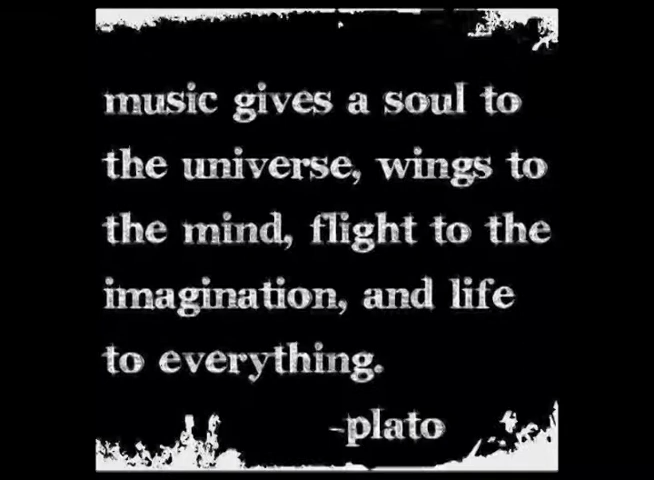 music gives a soul to
the universe, wings to
the mind, flight to the
imagination, and life
to everything.
-plato